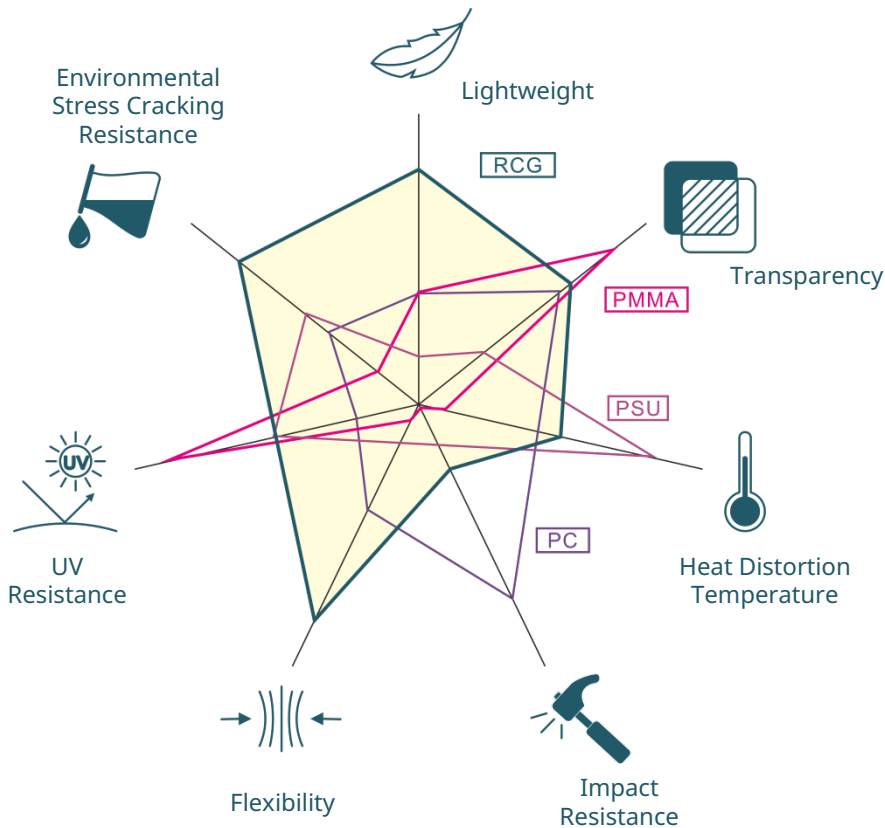 Environmental
Stress Cracking
Resistance
Lightweight
RCG
Transparency
PMMA
PSU
UV
PC
UV
Resistance
Heat Distortion
Temperature
Flexibility
Impact
Resistance